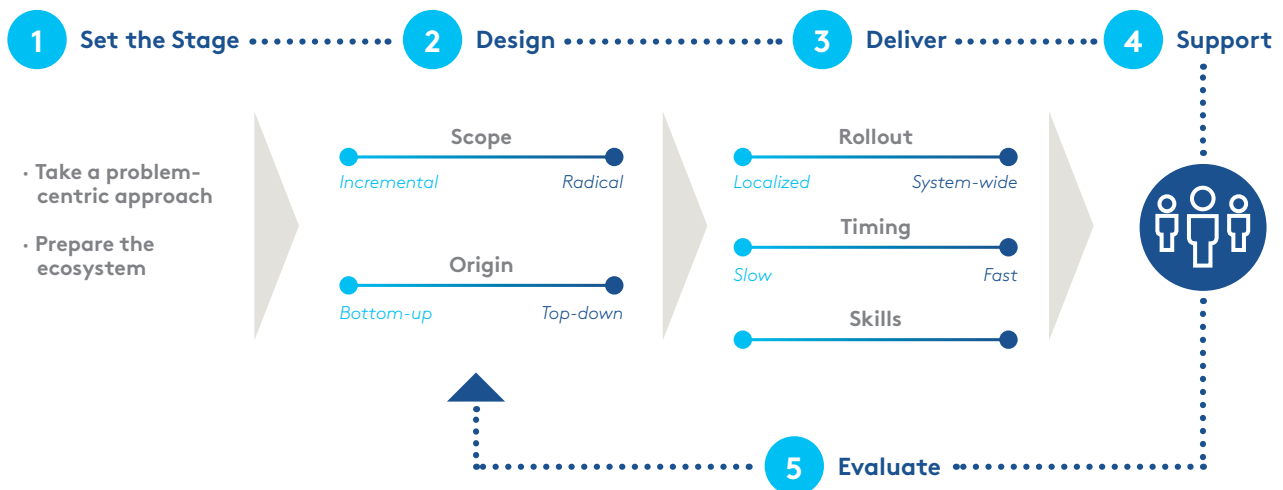 1 Set the Stage
2 Design
3 Deliver
4 Support
· Take a problem-
centric approach
· Prepare the
ecosystem
Scope
Incremental Radical
Origin
Bottom-up Top-down
Rollout
Localized System-wide
Timing
Slow Fast
Skills
5 Evaluate